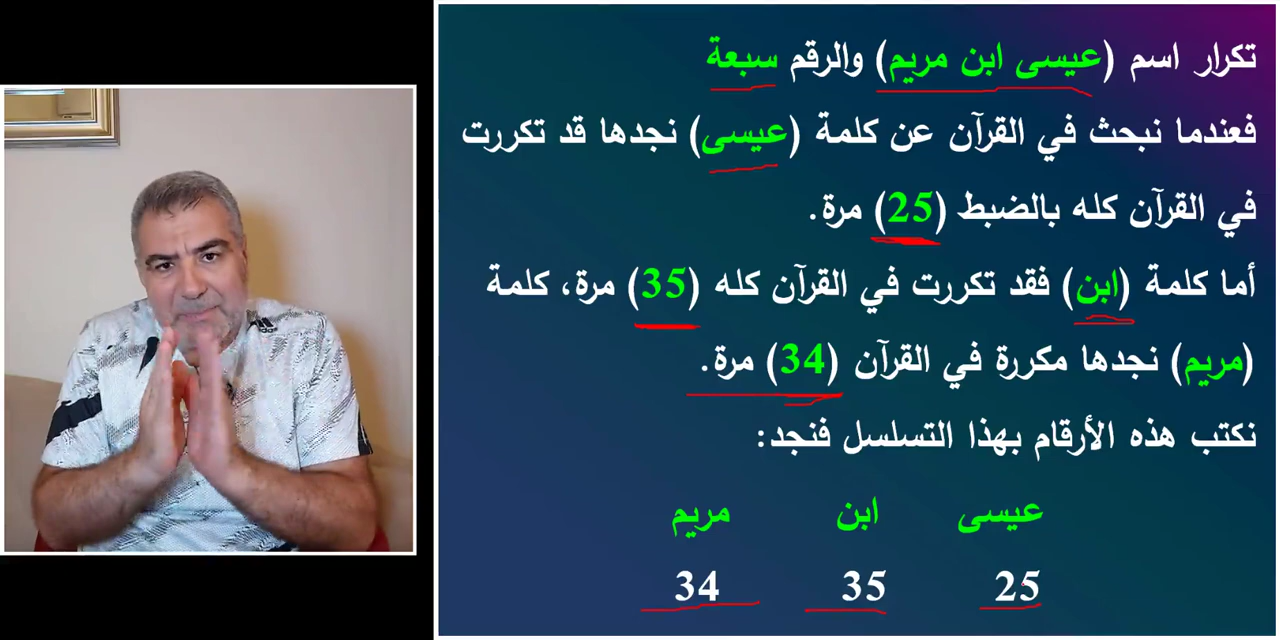 تكرار اسم (عيسى ابن مريم) والرقم سبعة
فعندما نبحث في القرآن عن كلمة (عيسى) نجدها قد تكررت
في القرآن كله بالضبط (25) مرة.
أما كلمة (ابن) فقد تكررت في القرآن كله (35) مرة، كلمة
(مريم) نجدها مكررة في القرآن (34) مرة.
نكتب هذه الأرقام بهذا التسلسل فنجد:
عيسى ابن مريم
25 35 34
adidas